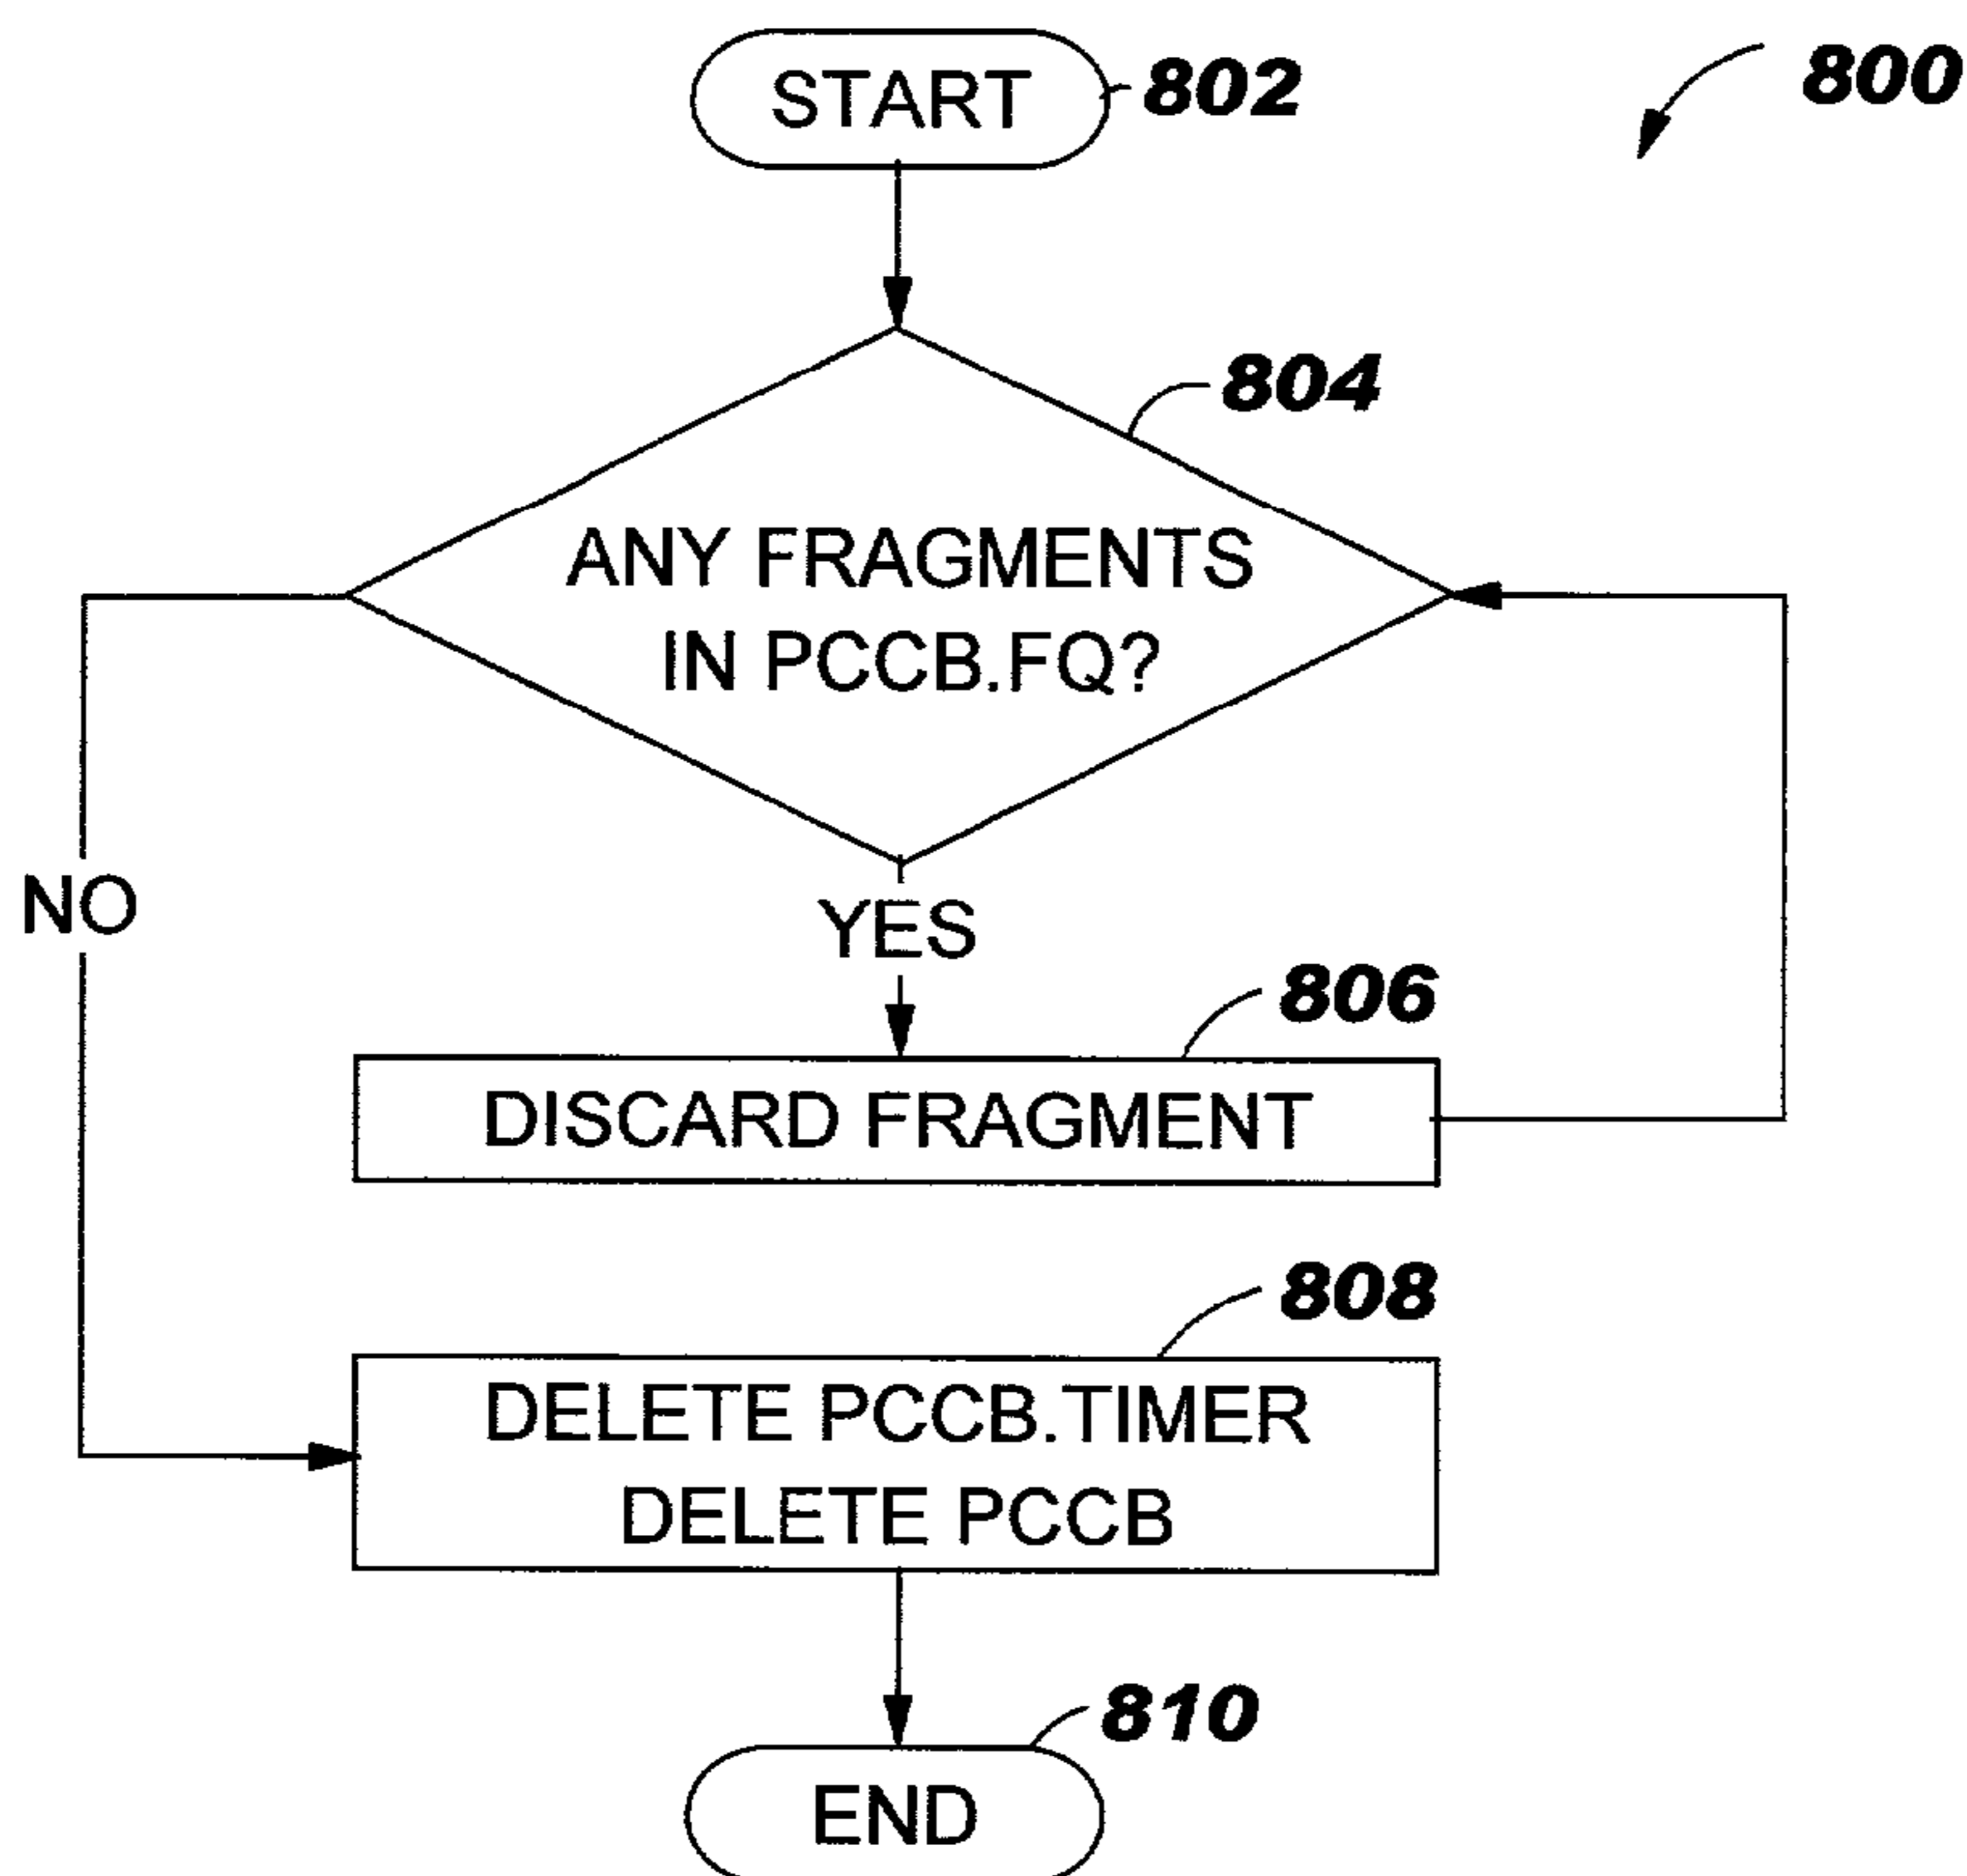 START
802
800
804
ANY FRAGMENTS
IN PCCB.FQ?
NO
YES
806
DISCARD FRAGMENT
808
DELETE PCCB.TIMER
DELETE PCCB
810
END